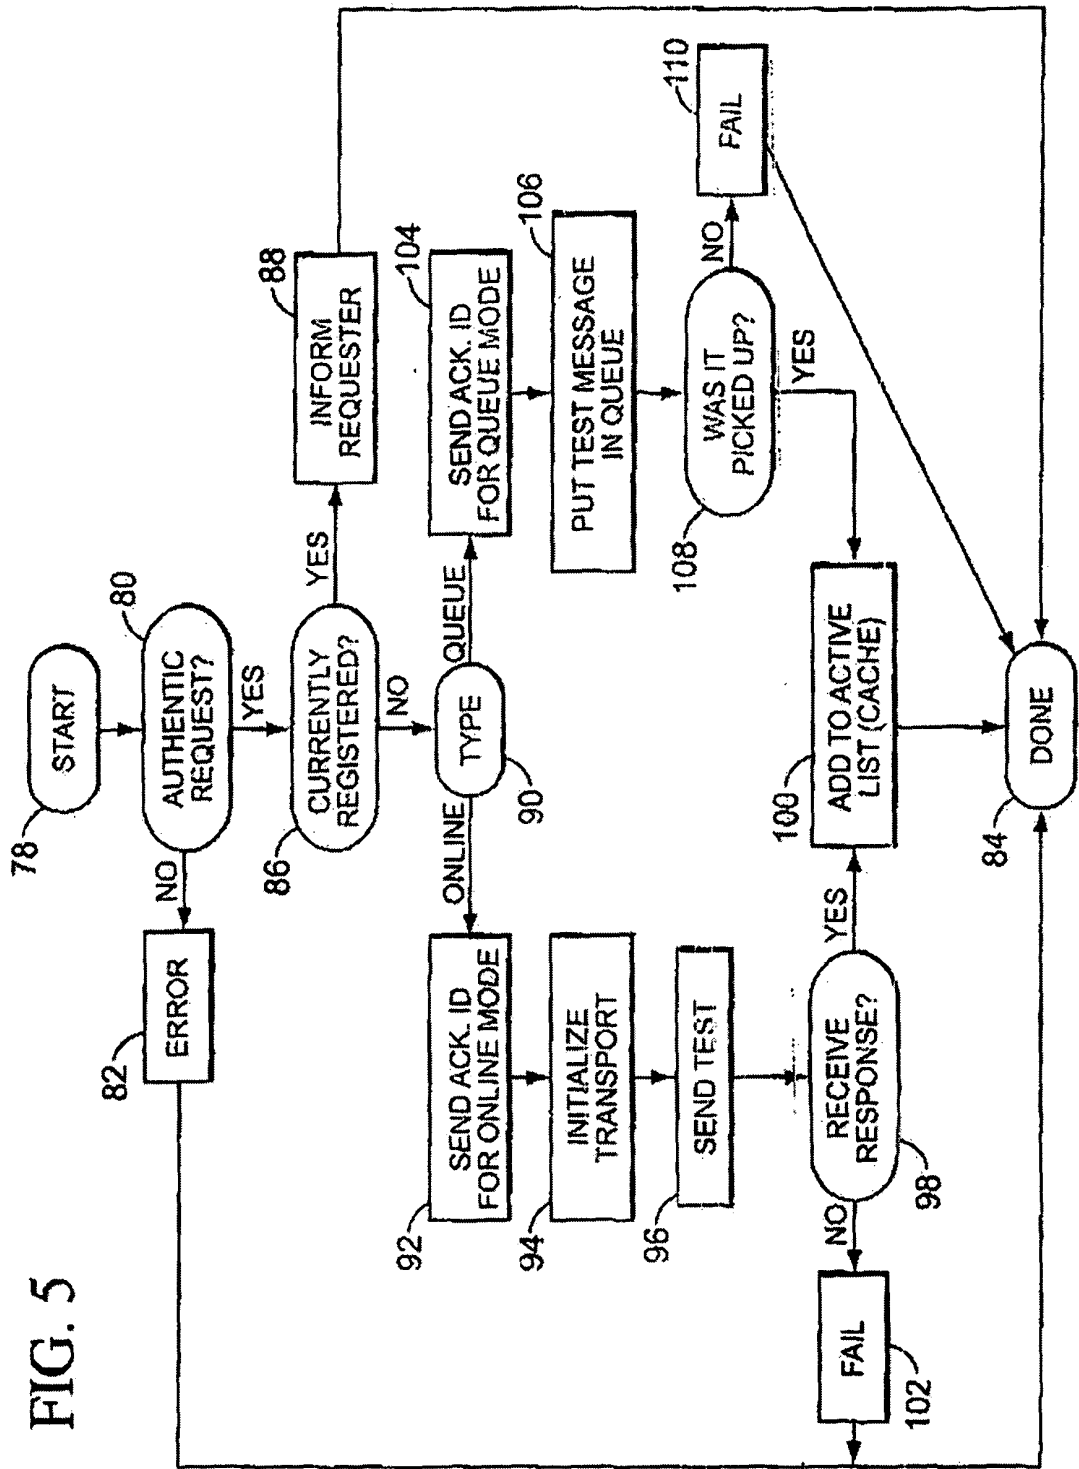 FIG. 5
78
START
80
AUTHENTIC
REQUEST?
NO
82
ERROR
YES
86
CURRENTLY
REGISTERED?
YES
88
INFORM
REQUESTER
NO
90
TYPE
ONLINE
QUEUE
92
SEND ACK. ID
FOR ONLINE MODE
94
INITIALIZE
TRANSPORT
96
SEND TEST
98
RECEIVE
RESPONSE?
NO
102
FAIL
YES
104
SEND ACK. ID
FOR QUEUE MODE
106
PUT TEST MESSAGE
IN QUEUE
108
WAS IT
PICKED UP?
NO
110
FAIL
YES
100
ADD TO ACTIVE
LIST (CACHE)
84
DONE